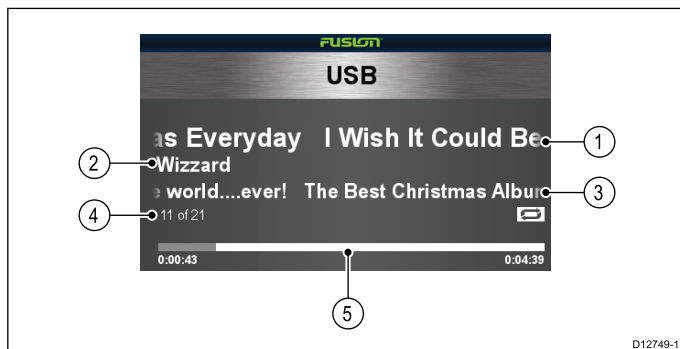 FUSION
USB
as Everyday I Wish It Could Be
1
2
Wizzard
e world....ever! The Best Christmas Albu
3
4
11 of 21
0:00:43 0:04:39
5
D12749-1